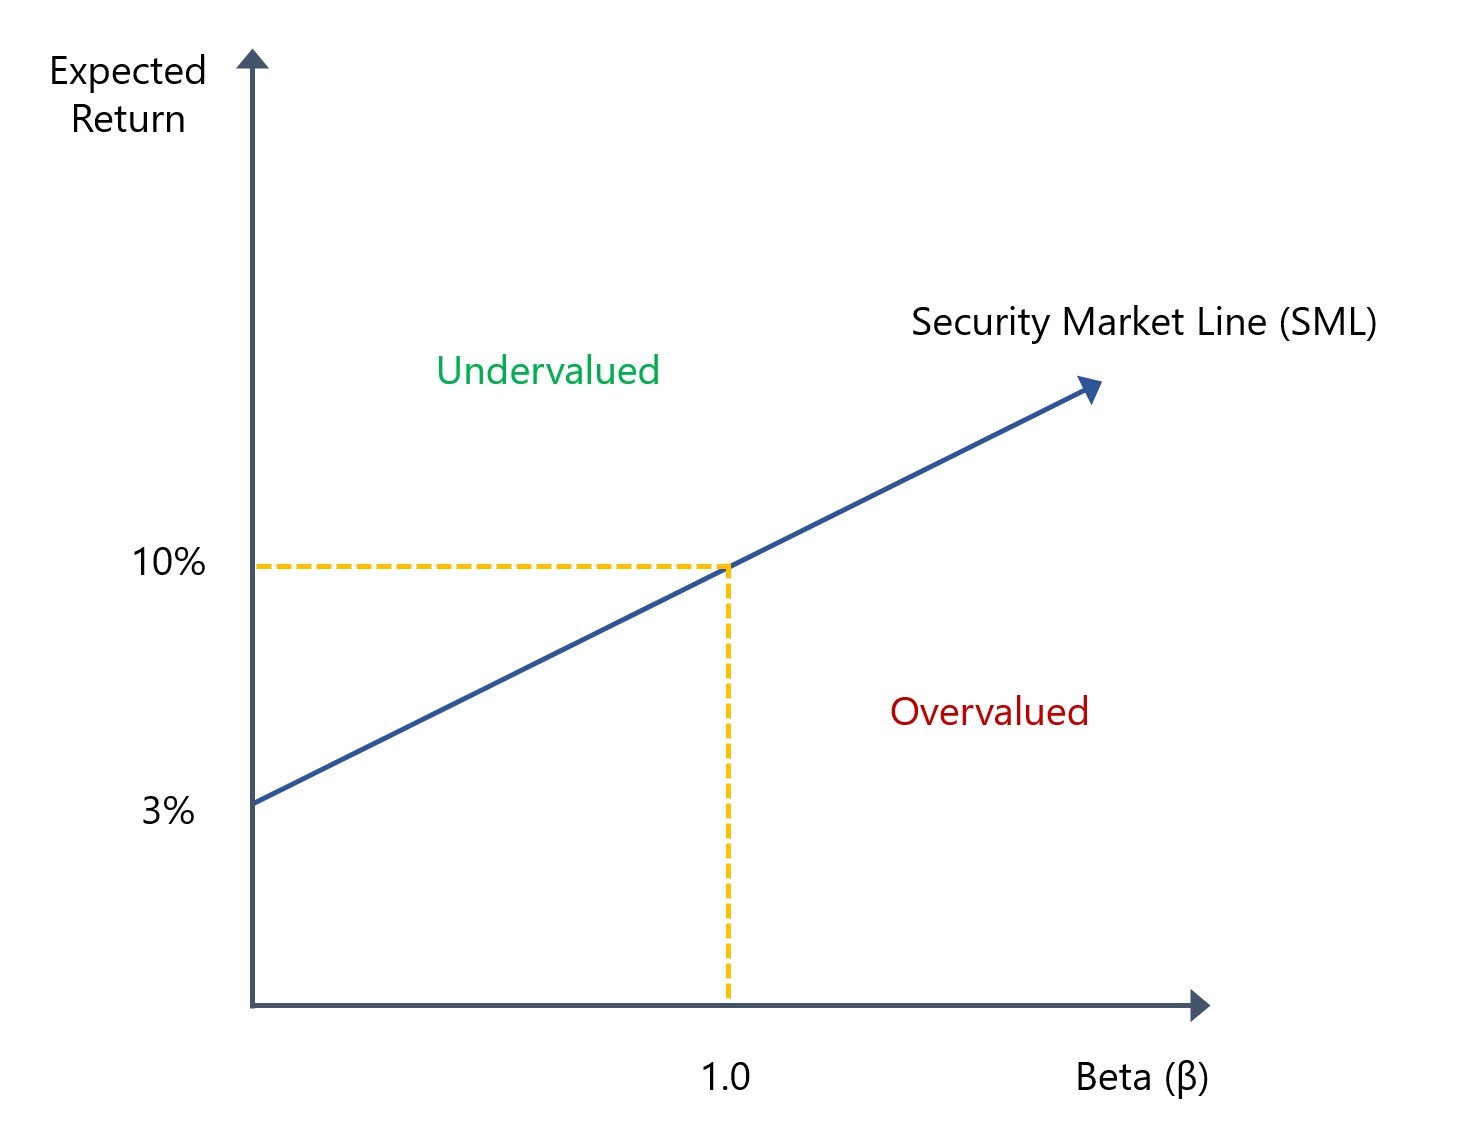 Expected
Return
Security Market Line (SML)
Undervalued
10%
Overvalued
3%
1.0
Beta (β)